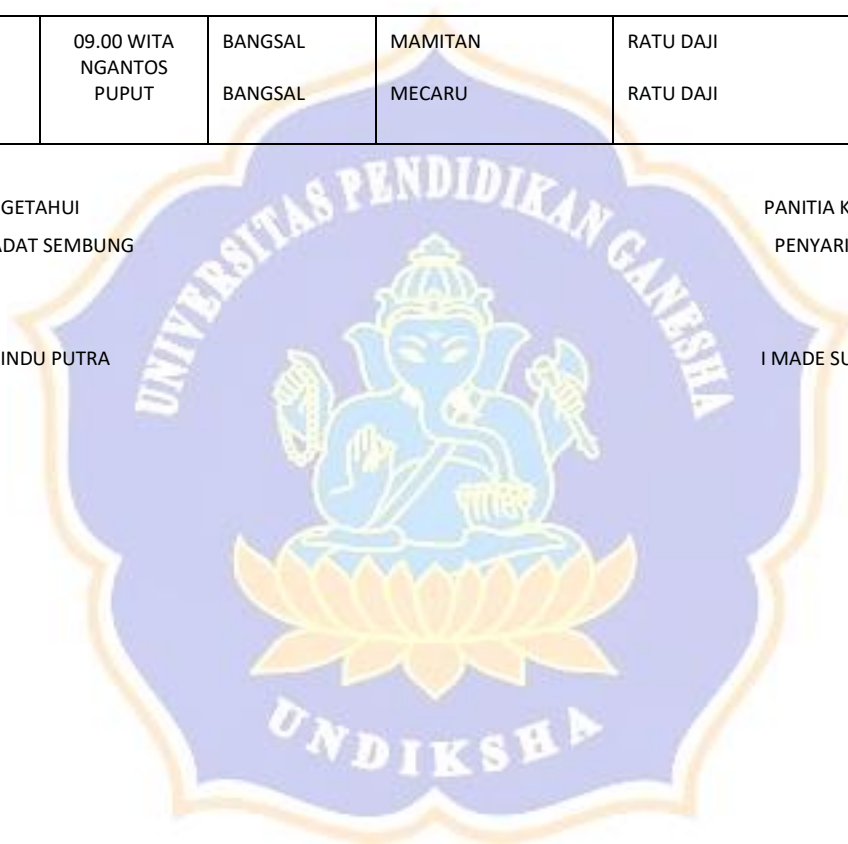 09.00 WITA BANGSAL MAMITAN RATU DAJI
NGANTOS
PUPUT BANGSAL MECARU RATU DAJI
GETAHUI PANITIA K
ADAT SEMBUNG PENYARI
INDU PUTRA I MADE SU
UNIVERSITAS PENDIDIKAN GANESHA
UNDIKSHA